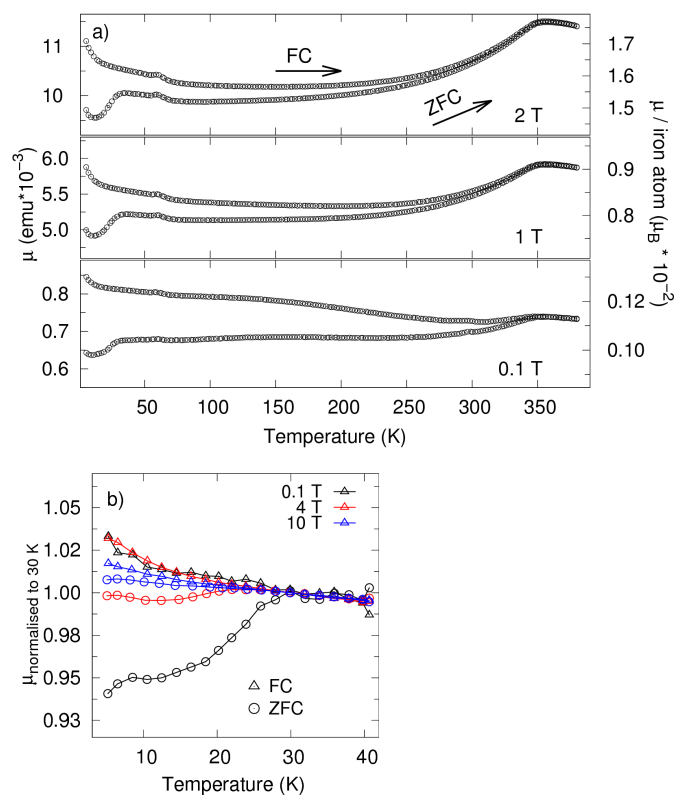 a)
FC
ZFC
2 T
11
10
1.7
1.6
1.5
1 T
6.0
5.5
5.0
0.9
0.8
0.1 T
0.8
0.7
0.6
0.12
0.10
μ (emu*10⁻³)
μ / iron atom (μ_B * 10⁻²)
50 100 150 200 250 300 350
Temperature (K)
b)
0.1 T
4 T
10 T
1.05
1.02
1.00
0.98
0.95
0.93
μnormalised to 30 K
FC
ZFC
10 20 30 40
Temperature (K)